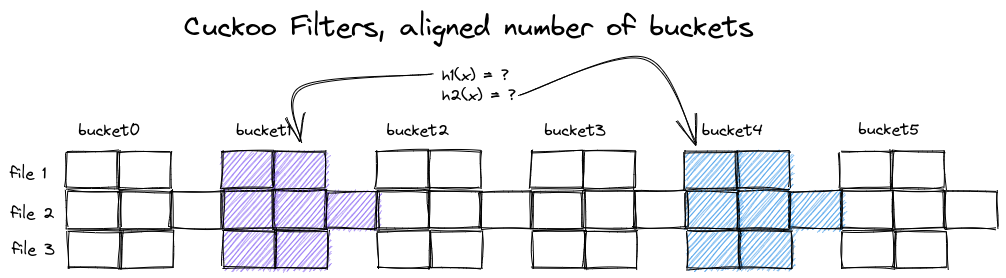 Cuckoo Filters, aligned number of buckets
h1(x) = ?
h2(x) = ?
bucket0 bucket1 bucket2 bucket3 bucket4 bucket5
file 1
file 2
file 3